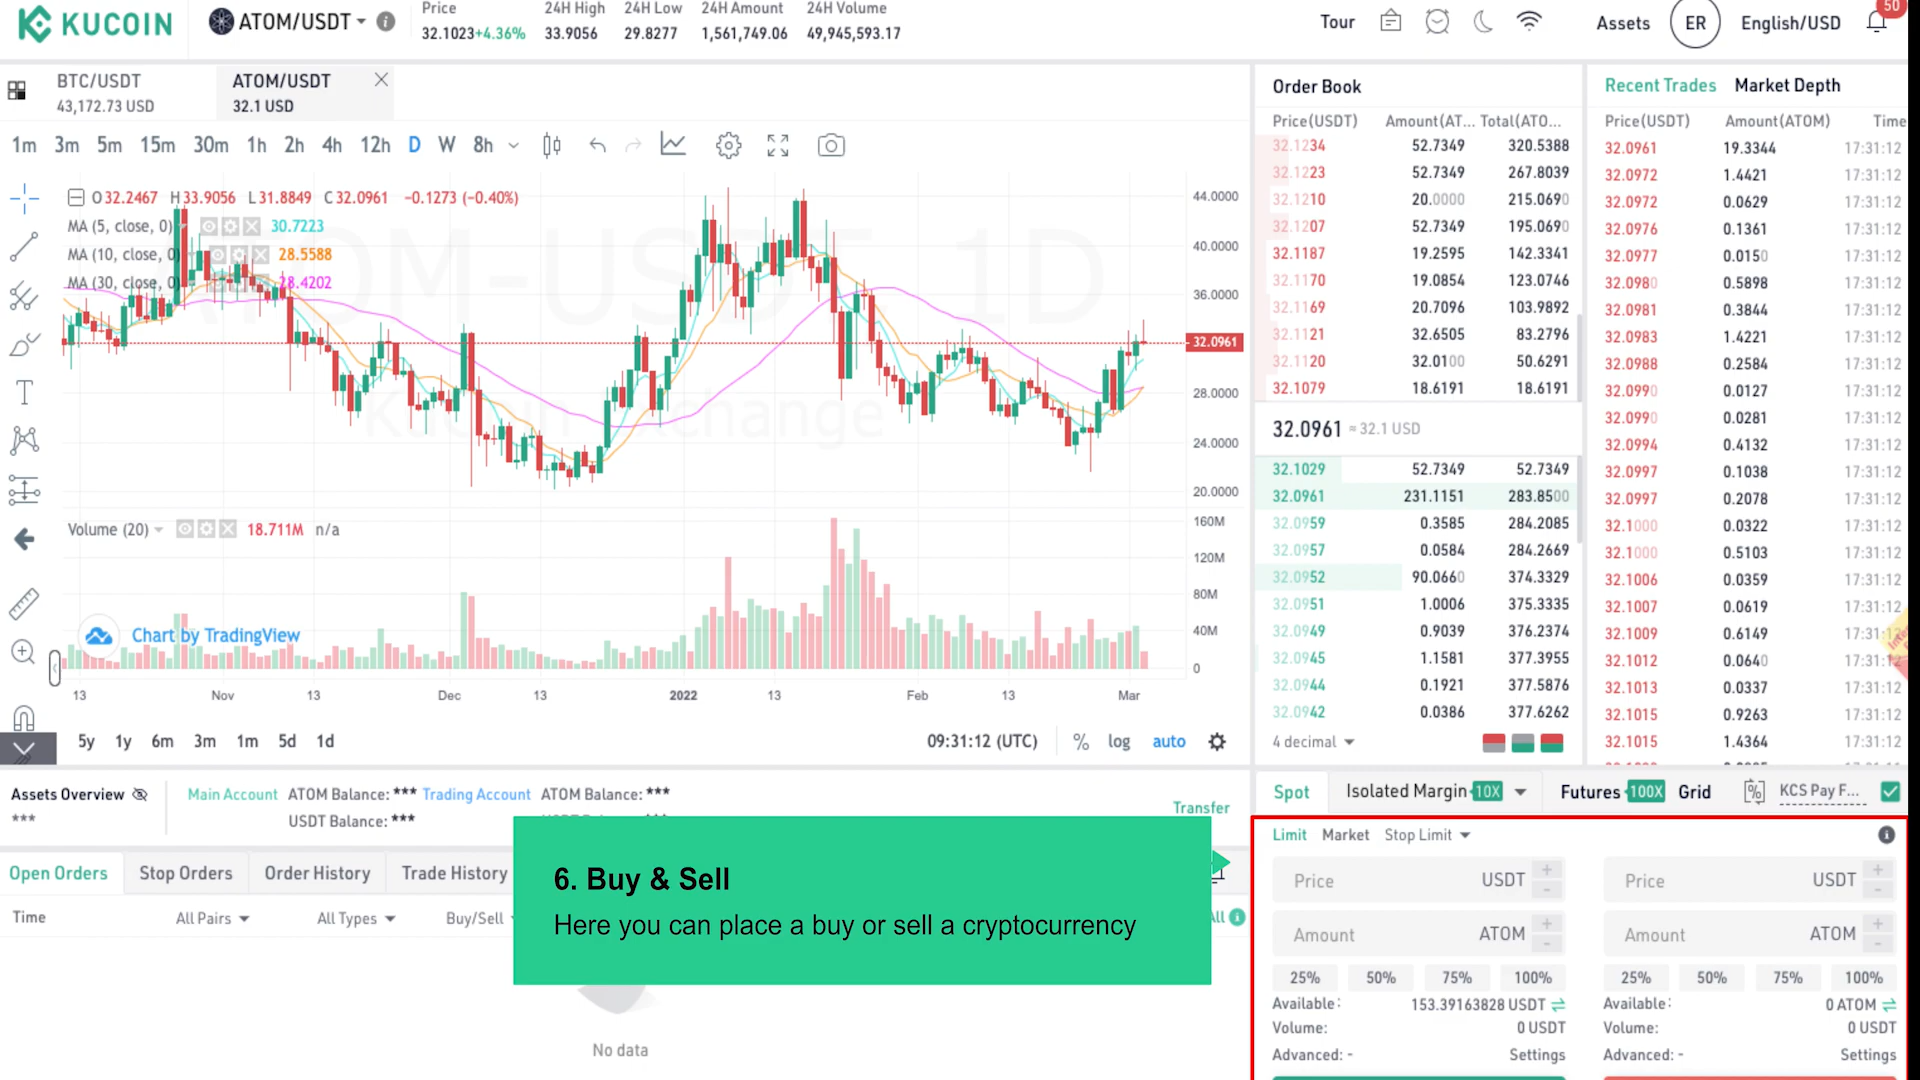 KUCOIN
ATOM/USDT
Price
32.1023+4.36%
24H High
33.9056
24H Low
29.8277
24H Amount
1,561,749.06
24H Volume
49,945,593.17
Tour
Assets
ER
English/USD
50
BTC/USDT
43,172.73 USD
ATOM/USDT
32.1 USD
1m 3m 5m 15m 30m 1h 2h 4h 12h D W 8h
O32.2467 H33.9056 L31.8849 C32.0961 -0.1273 (-0.40%)
MA (5, close, 0) 30.7223
MA (10, close, 0) 28.5588
MA (30, close, 0) 28.4202
44.0000
40.0000
36.0000
32.0961
28.0000
24.0000
20.0000
Volume (20) 18.711M n/a
160M
120M
80M
40M
0
Chart by TradingView
13 Nov 13 Dec 13 2022 13 Feb 13 Mar
5y 1y 6m 3m 1m 5d 1d
09:31:12 (UTC) % log auto
Order Book
Price(USDT) Amount(AT... Total(ATO...
32.1234 52.7349 320.5388
32.1223 52.7349 267.8039
32.1210 20.0000 215.0690
32.1207 52.7349 195.0690
32.1187 19.2595 142.3341
32.1170 19.0854 123.0746
32.1169 20.7096 103.9892
32.1121 32.6505 83.2796
32.1120 32.0100 50.6291
32.1079 18.6191 18.6191
32.0961 ≈ 32.1 USD
32.1029 52.7349 52.7349
32.0961 231.1151 283.8500
32.0959 0.3585 284.2085
32.0957 0.0584 284.2669
32.0952 90.0660 374.3329
32.0951 1.0006 375.3335
32.0949 0.9039 376.2374
32.0945 1.1581 377.3955
32.0944 0.1921 377.5876
32.0942 0.0386 377.6262
4 decimal
Recent Trades Market Depth
Price(USDT) Amount(ATOM) Time
32.0961 19.3344 17:31:12
32.0972 1.4421 17:31:12
32.0972 0.0629 17:31:12
32.0976 0.1361 17:31:12
32.0977 0.0150 17:31:12
32.0980 0.5898 17:31:12
32.0981 0.3844 17:31:12
32.0983 1.4221 17:31:12
32.0988 0.2584 17:31:12
32.0990 0.0127 17:31:12
32.0990 0.0281 17:31:12
32.0994 0.4132 17:31:12
32.0997 0.1038 17:31:12
32.0997 0.2078 17:31:12
32.1000 0.0322 17:31:12
32.1000 0.5103 17:31:12
32.1006 0.0359 17:31:12
32.1007 0.0619 17:31:12
32.1009 0.6149 17:31:12
32.1012 0.0640 17:31:12
32.1013 0.0337 17:31:12
32.1015 0.9263 17:31:12
32.1015 1.4364 17:31:12
Assets Overview
***
Main Account ATOM Balance: *** Trading Account ATOM Balance: ***
USDT Balance: ***
Transfer
Open Orders Stop Orders Order History Trade History
Time All Pairs All Types Buy/Sell
No data
6. Buy & Sell
Here you can place a buy or sell a cryptocurrency
Spot Isolated Margin 10X Futures 100X Grid KCS Pay F...
Limit Market Stop Limit
Price USDT + -
Amount ATOM + -
25% 50% 75% 100%
Available: 153.39163828 USDT
Volume: 0 USDT
Advanced: - Settings
Price USDT + -
Amount ATOM + -
25% 50% 75% 100%
Available: 0 ATOM
Volume: 0 USDT
Advanced: - Settings